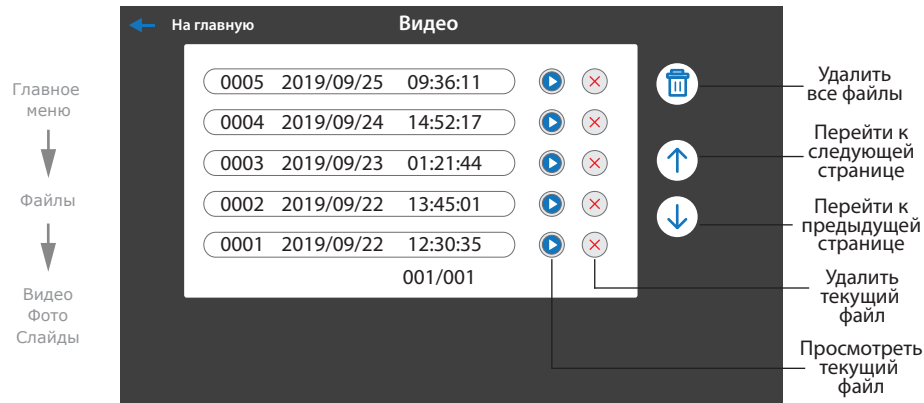 На главную
Видео
0005 2019/09/25 09:36:11
0004 2019/09/24 14:52:17
0003 2019/09/23 01:21:44
0002 2019/09/22 13:45:01
0001 2019/09/22 12:30:35
001/001
Главное
меню
Файлы
Видео
Фото
Слайды
Удалить
все файлы
Перейти к
следующей
странице
Перейти к
предыдущей
странице
Удалить
текущий
файл
Просмотреть
текущий
файл